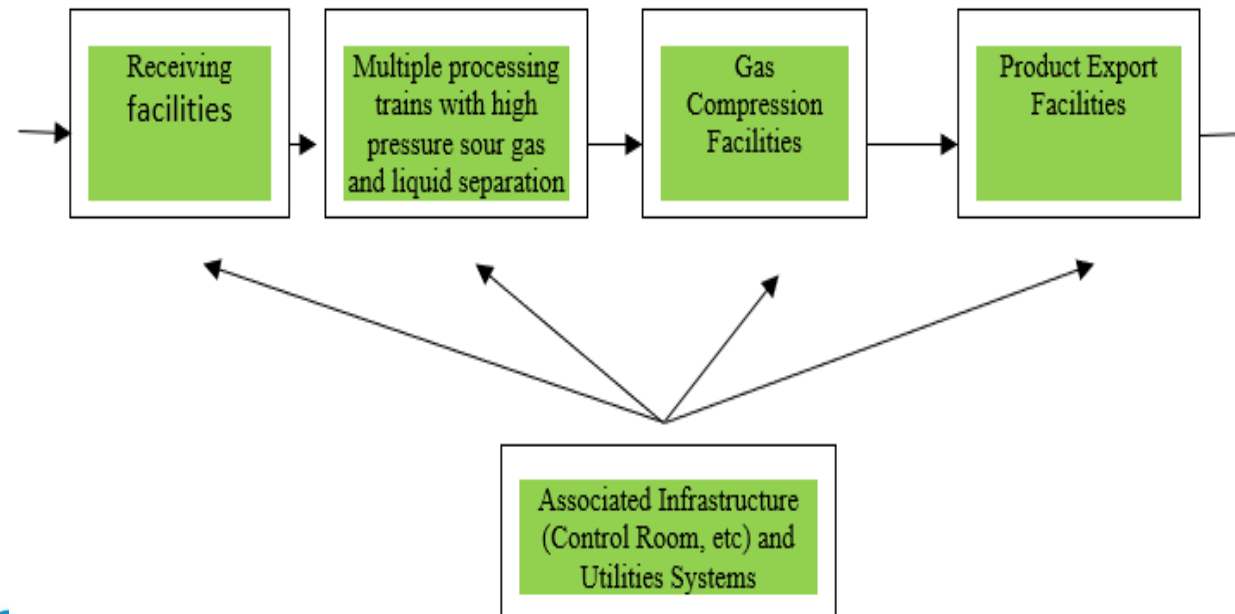 Receiving
facilities
Multiple processing
trains with high
pressure sour gas
and liquid separation
Gas
Compression
Facilities
Product Export
Facilities
Associated Infrastructure
(Control Room, etc) and
Utilities Systems